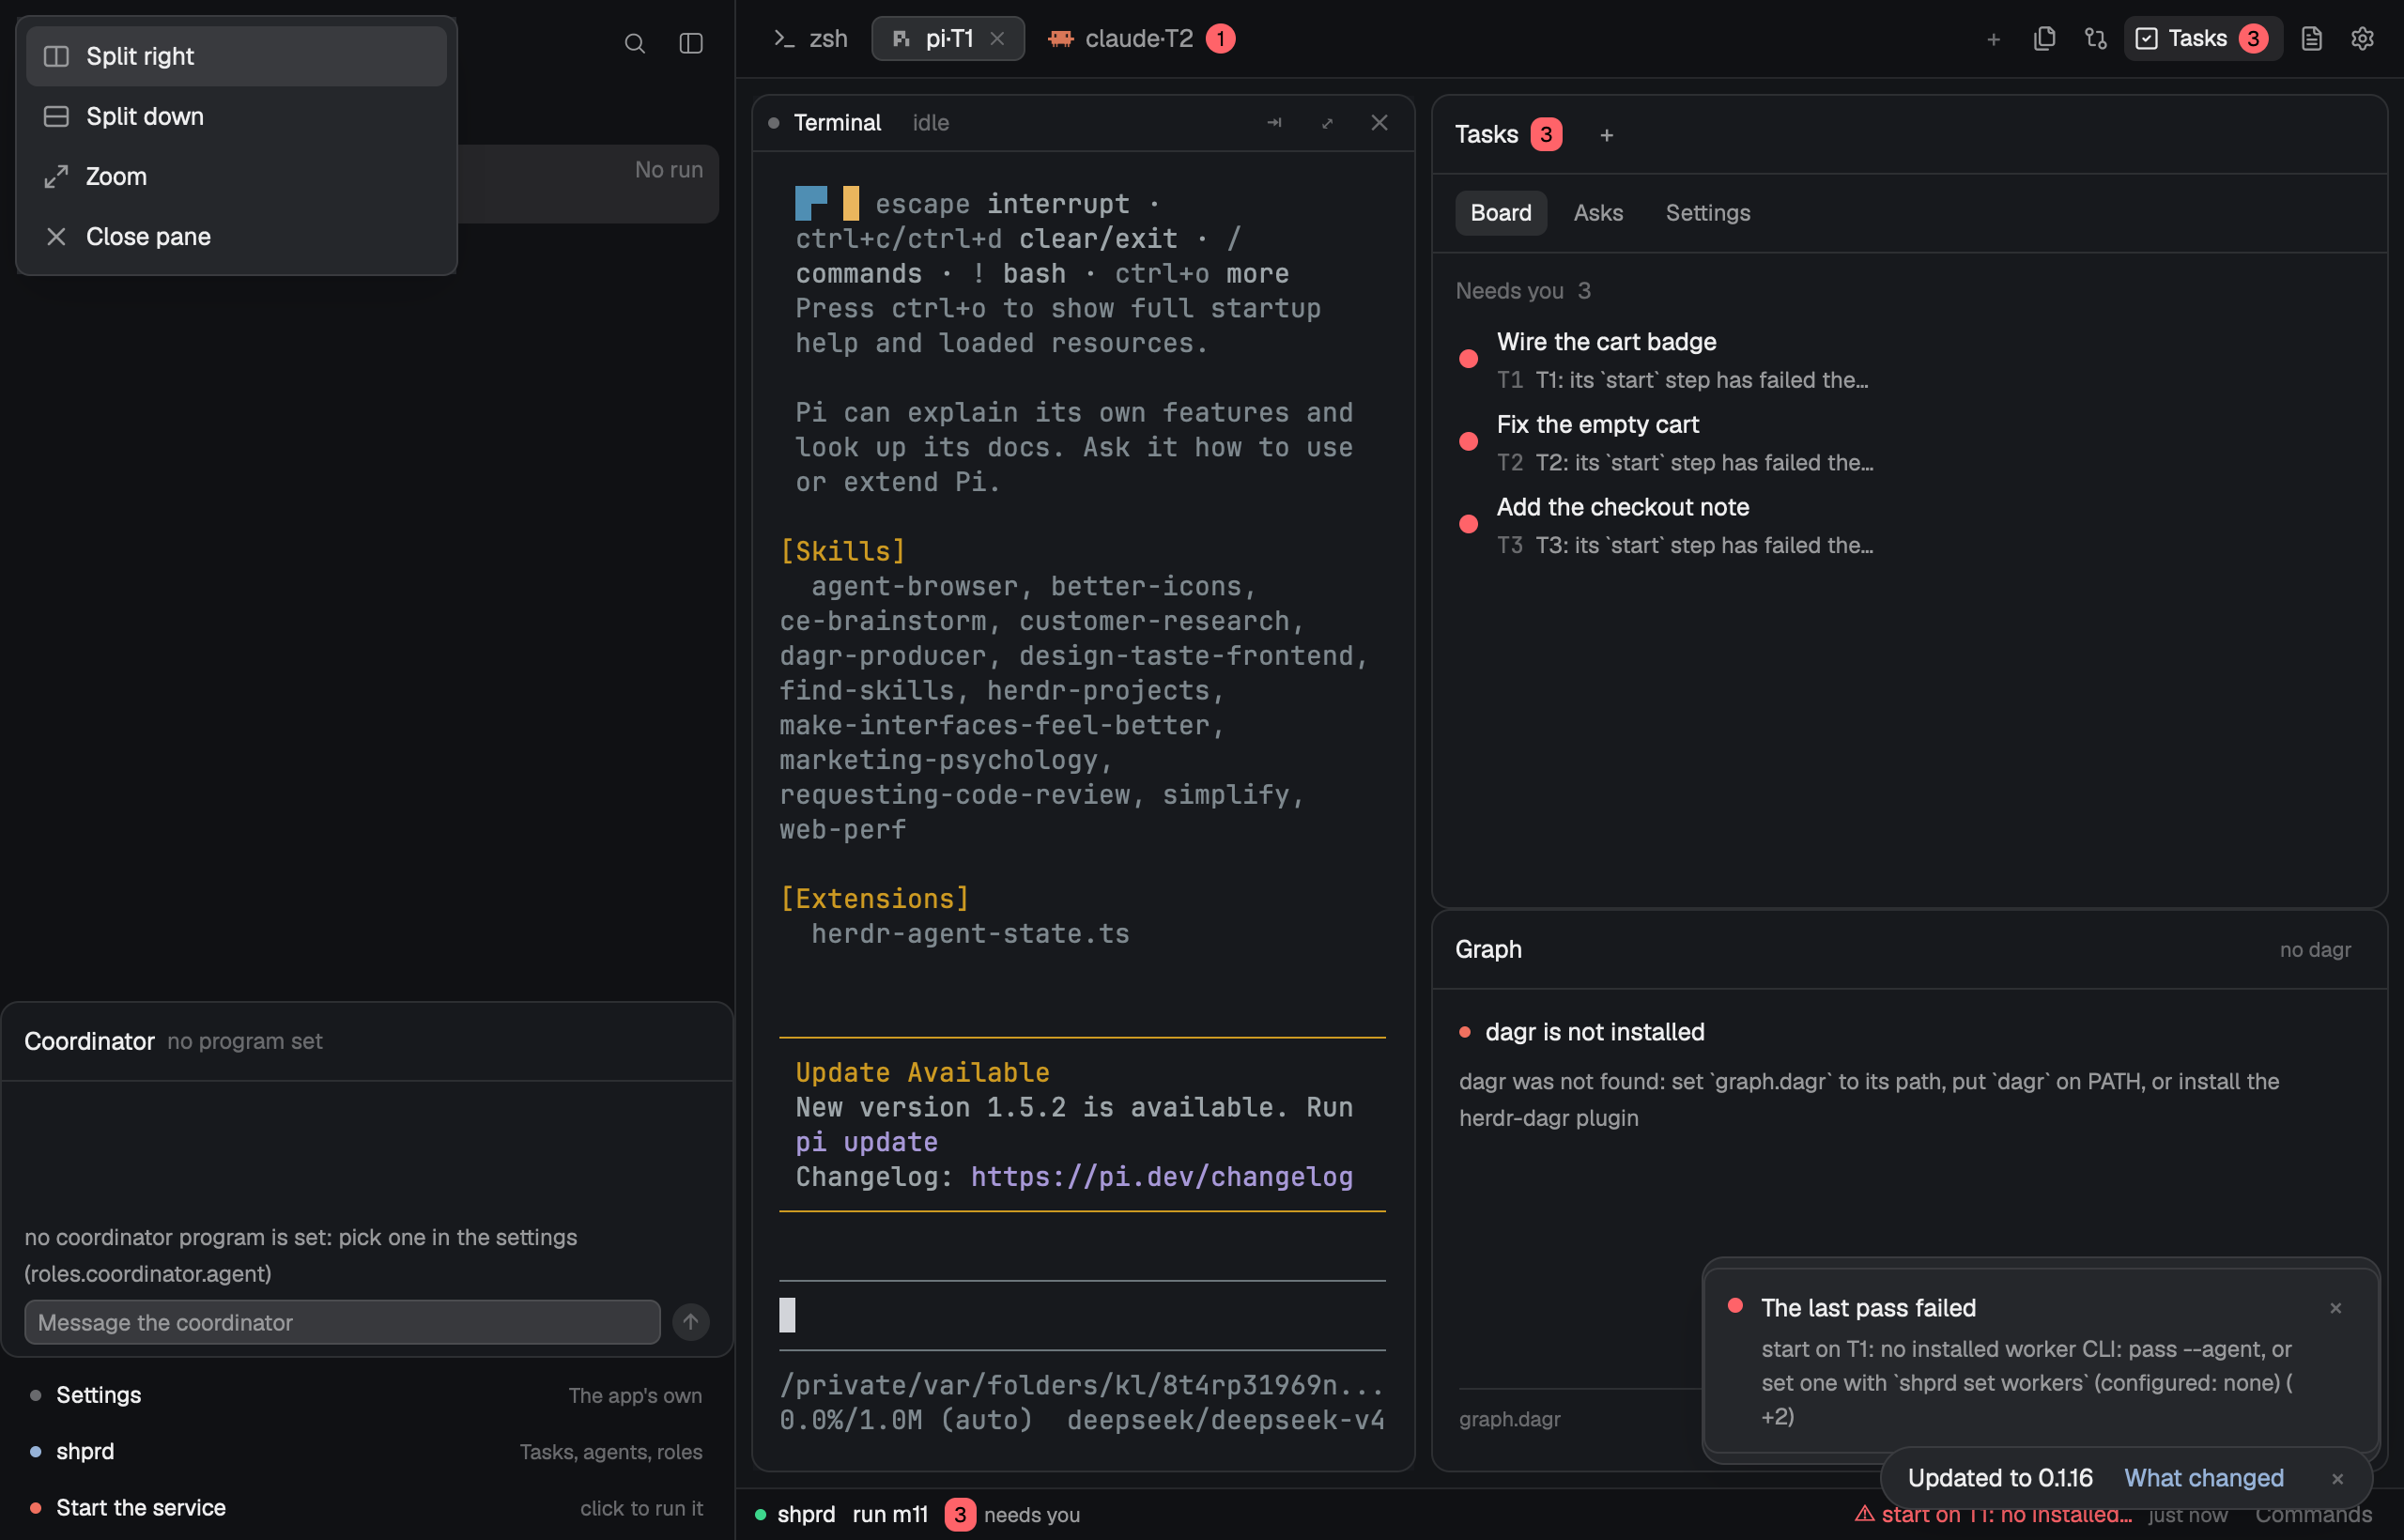 Split right
Split down
Zoom
Close pane
No run
Coordinator no program set
no coordinator program is set: pick one in the settings
(roles.coordinator.agent)
Message the coordinator
Settings The app's own
shprd Tasks, agents, roles
Start the service click to run it
zsh pi·T1 claude·T2 1
Tasks 3
Terminal idle
escape interrupt ·
ctrl+c/ctrl+d clear/exit · /
commands · ! bash · ctrl+o more
Press ctrl+o to show full startup
help and loaded resources.
Pi can explain its own features and
look up its docs. Ask it how to use
or extend Pi.
[Skills]
agent-browser, better-icons,
ce-brainstorm, customer-research,
dagr-producer, design-taste-frontend,
find-skills, herdr-projects,
make-interfaces-feel-better,
marketing-psychology,
requesting-code-review, simplify,
web-perf
[Extensions]
herdr-agent-state.ts
Update Available
New version 1.5.2 is available. Run
pi update
Changelog: https://pi.dev/changelog
/private/var/folders/kl/8t4rp31969n...
0.0%/1.0M (auto) deepseek/deepseek-v4
Tasks 3 +
Board Asks Settings
Needs you 3
Wire the cart badge
T1 T1: its `start` step has failed the...
Fix the empty cart
T2 T2: its `start` step has failed the...
Add the checkout note
T3 T3: its `start` step has failed the...
Graph no dagr
dagr is not installed
dagr was not found: set `graph.dagr` to its path, put `dagr` on PATH, or install the
herdr-dagr plugin
graph.dagr
The last pass failed
start on T1: no installed worker CLI: pass --agent, or
set one with `shprd set workers` (configured: none) (
+2)
Updated to 0.1.16 What changed
shprd run m11 3 needs you
start on T1: no installed... just now Commands